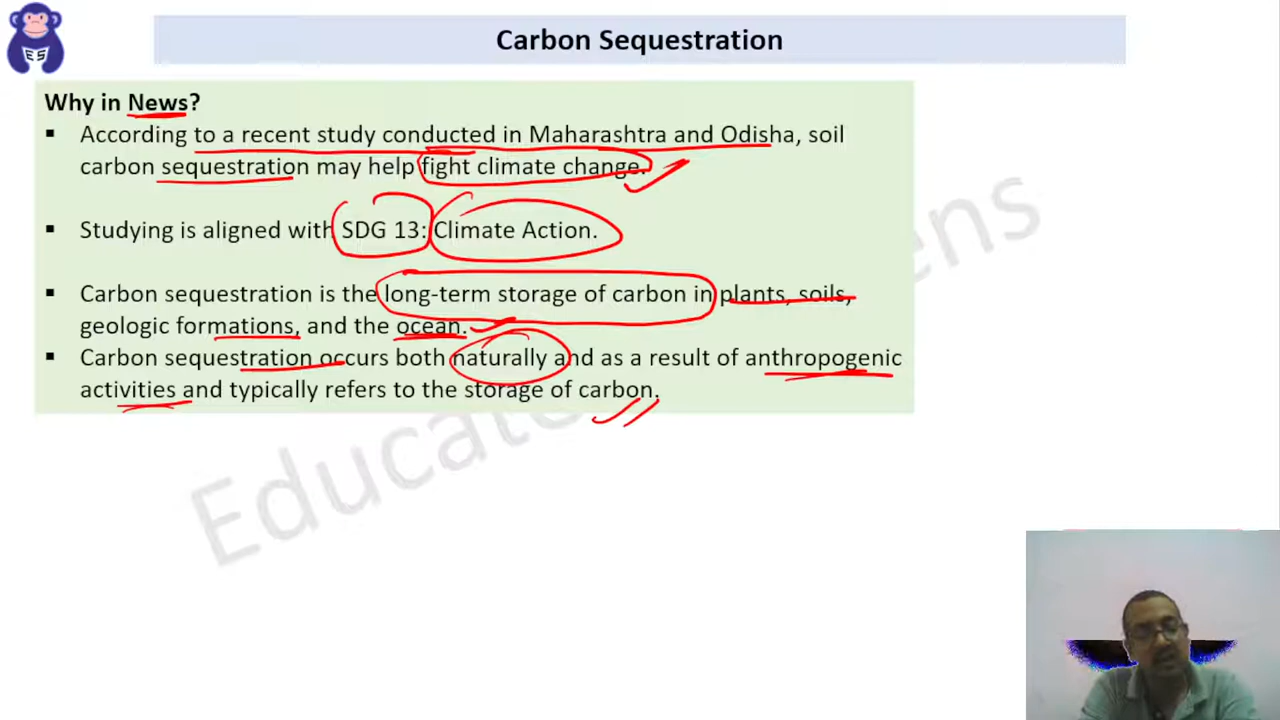 Carbon Sequestration
Why in News?
▪ According to a recent study conducted in Maharashtra and Odisha, soil
carbon sequestration may help fight climate change.
▪ Studying is aligned with SDG 13: Climate Action.
▪ Carbon sequestration is the long-term storage of carbon in plants, soils,
geologic formations, and the ocean.
▪ Carbon sequestration occurs both naturally and as a result of anthropogenic
activities and typically refers to the storage of carbon.
ES